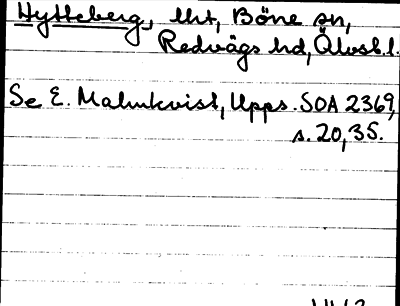 Hytteberg, lht, Böne sn,
Redvägs hd, Älvsb.l.
Se E. Malmkvist, Upps. SOA 2369,
s. 20, 35.